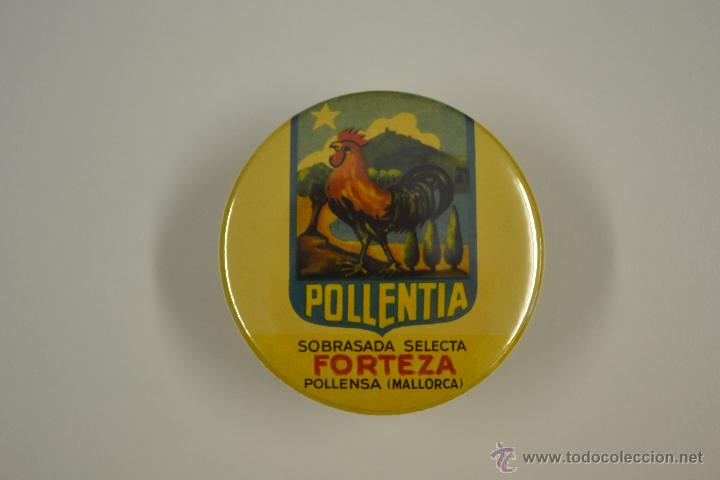 POLLENTIA
SOBRASADA SELECTA
FORTEZA
POLLENSA (MALLORCA)
www.todocoleccion.net